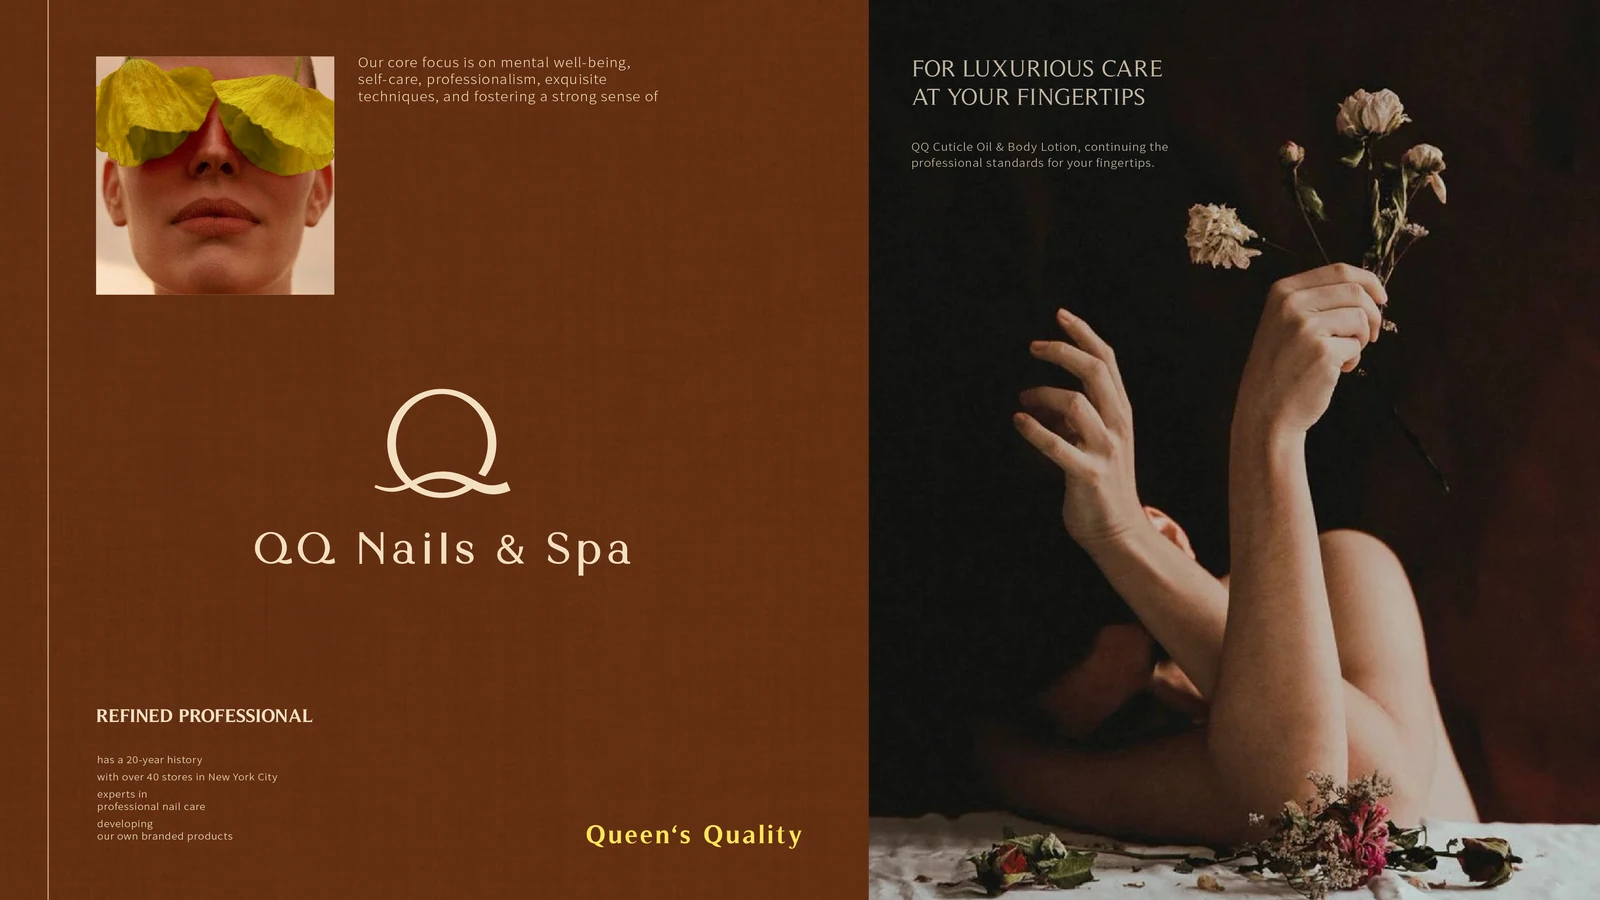 Our core focus is on mental well-being,
self-care, professionalism, exquisite
techniques, and fostering a strong sense of
QQ Nails & Spa
REFINED PROFESSIONAL
has a 20-year history
with over 40 stores in New York City
experts in
professional nail care
developing
our own branded products
Queen‘s Quality
FOR LUXURIOUS CARE
AT YOUR FINGERTIPS
QQ Cuticle Oil & Body Lotion, continuing the
professional standards for your fingertips.